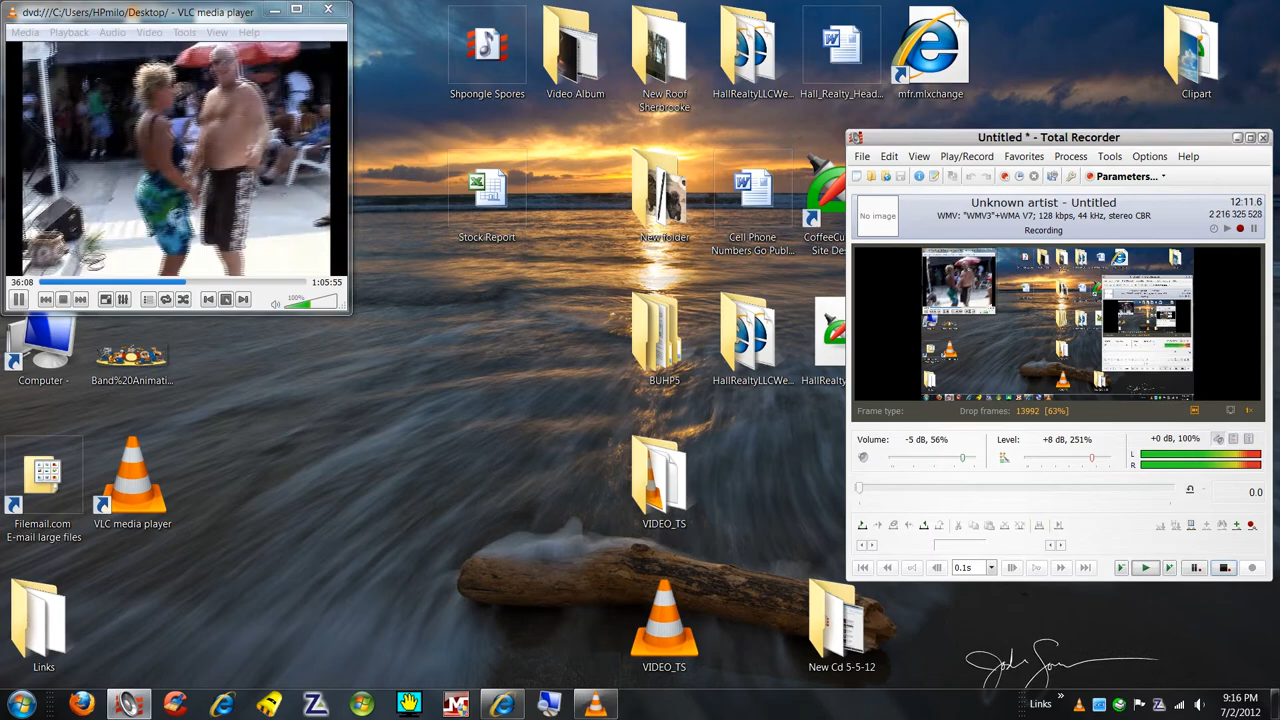 dvd:///C:/Users/HPmilo/Desktop/ - VLC media player
Media Playback Audio Video Tools View Help
36:08
1:05:55
100%
Shpongle Spores
Video Album
New Roof
Sherbrooke
HallRealtyLLCWe...
Hall_Realty_Head...
mfr.mlxchange
Clipart
Stock Report
New folder
Cell Phone
Numbers Go Publ...
CoffeeCu
Site De
Untitled * - Total Recorder
File Edit View Play/Record Favorites Process Tools Options Help
Parameters...
No image
Unknown artist - Untitled
WMV: "WMV3"+WMA V7; 128 kbps, 44 kHz, stereo CBR
Recording
12:11.6
2 216 325 528
Frame type:
Drop frames: 13992 [63%]
Volume: -5 dB, 56%
Level: +8 dB, 251%
+0 dB, 100%
L
R
0.0
0.1s
Computer -
Band%20Animati...
BUHP5
HallRealtyLLCWe...
HallRealt
Filemail.com
E-mail large files
VLC media player
VIDEO_TS
Links
VIDEO_TS
New Cd 5-5-12
Links
9:16 PM
7/2/2012